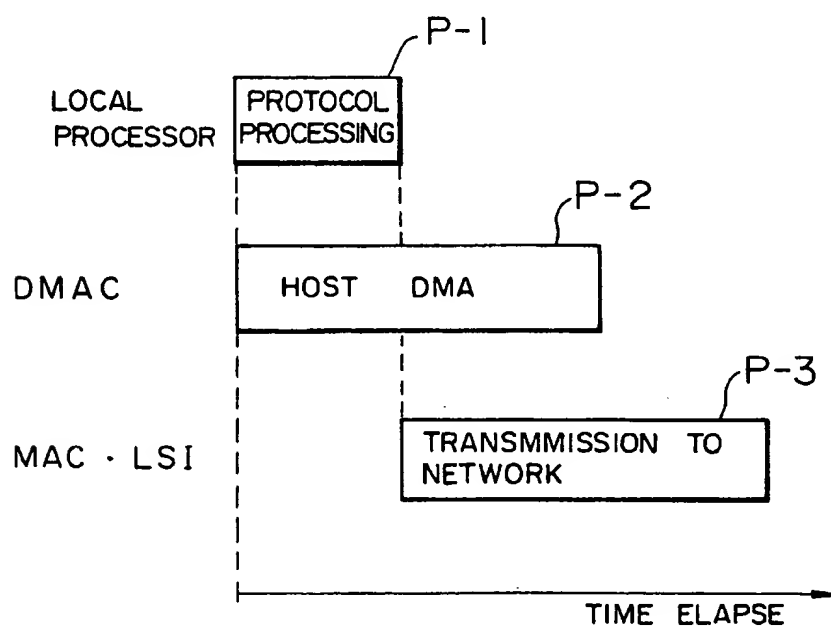 P-1
LOCAL
PROCESSOR
PROTOCOL
PROCESSING
P-2
DMAC
HOST DMA
P-3
MAC · LSI
TRANSMMISSION TO
NETWORK
TIME ELAPSE